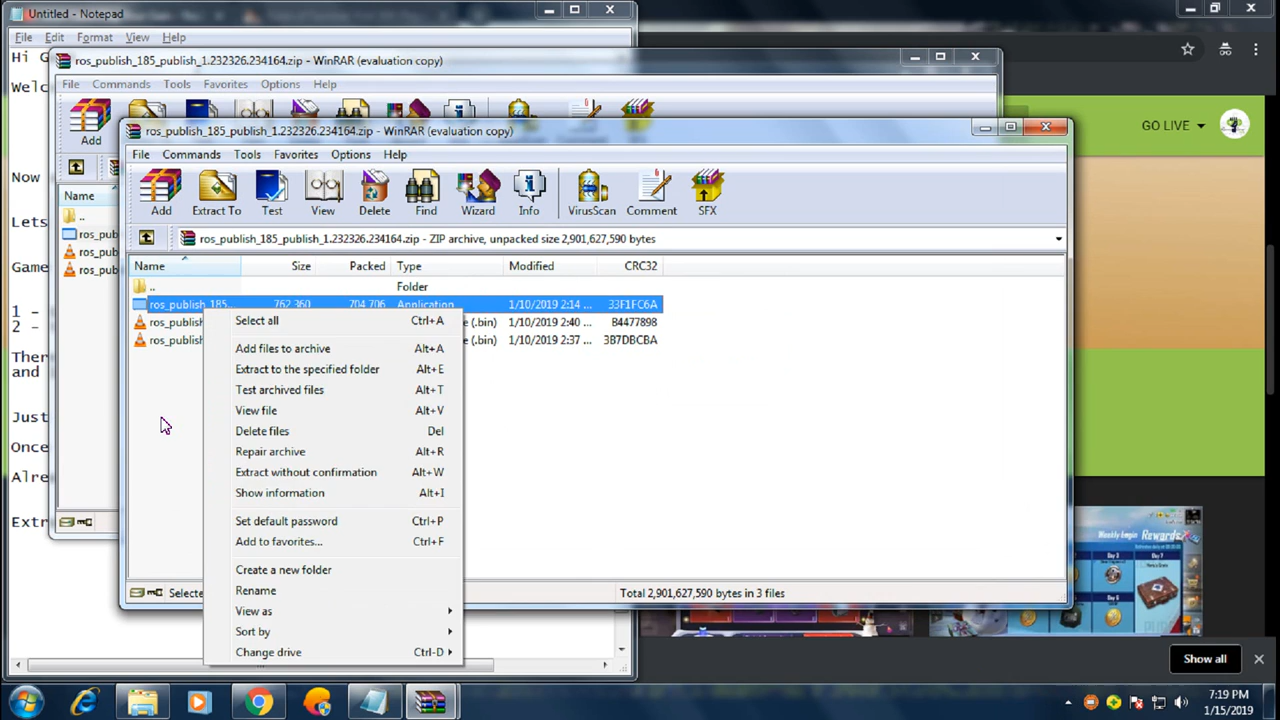 Untitled - Notepad
File Edit Format View Help
Hi G
Welc
Now
Lets
Game
1 -
2 -
Ther
and
Just
Once
Alre
Extr
ros_publish_185_publish_1.232326.234164.zip - WinRAR (evaluation copy)
File Commands Tools Favorites Options Help
Add
Name
..
ros_pub
ros_pub
ros_pub
ros_publish_185_publish_1.232326.234164.zip - WinRAR (evaluation copy)
File Commands Tools Favorites Options Help
Add Extract To Test View Delete Find Wizard Info VirusScan Comment SFX
ros_publish_185_publish_1.232326.234164.zip - ZIP archive, unpacked size 2,901,627,590 bytes
Name Size Packed Type Modified CRC32
.. Folder
ros_publish_185... 762,360 704,706 Application 1/10/2019 2:14 ... 33F1FC6A
ros_publish e (.bin) 1/10/2019 2:40 ... B4477898
ros_publish e (.bin) 1/10/2019 2:37 ... 3B7DBCBA
Select all Ctrl+A
Add files to archive Alt+A
Extract to the specified folder Alt+E
Test archived files Alt+T
View file Alt+V
Delete files Del
Repair archive Alt+R
Extract without confirmation Alt+W
Show information Alt+I
Set default password Ctrl+P
Add to favorites... Ctrl+F
Create a new folder
Rename
View as
Sort by
Change drive Ctrl-D
Selecte
Total 2,901,627,590 bytes in 3 files
GO LIVE
Weekly login Rewards
Show all
7:19 PM
1/15/2019